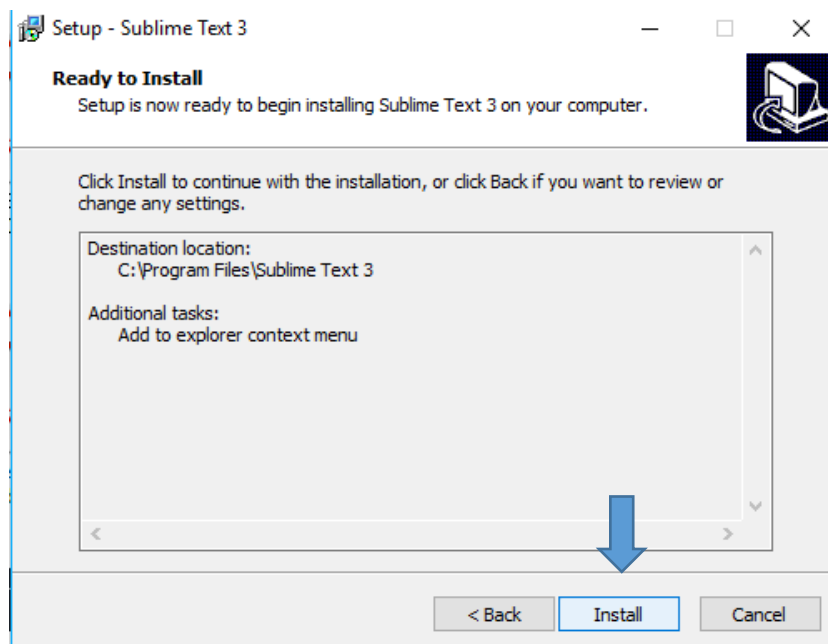 Setup - Sublime Text 3
Ready to Install
Setup is now ready to begin installing Sublime Text 3 on your computer.
Click Install to continue with the installation, or click Back if you want to review or
change any settings.
Destination location:
C:\Program Files\Sublime Text 3
Additional tasks:
Add to explorer context menu
< Back Install Cancel